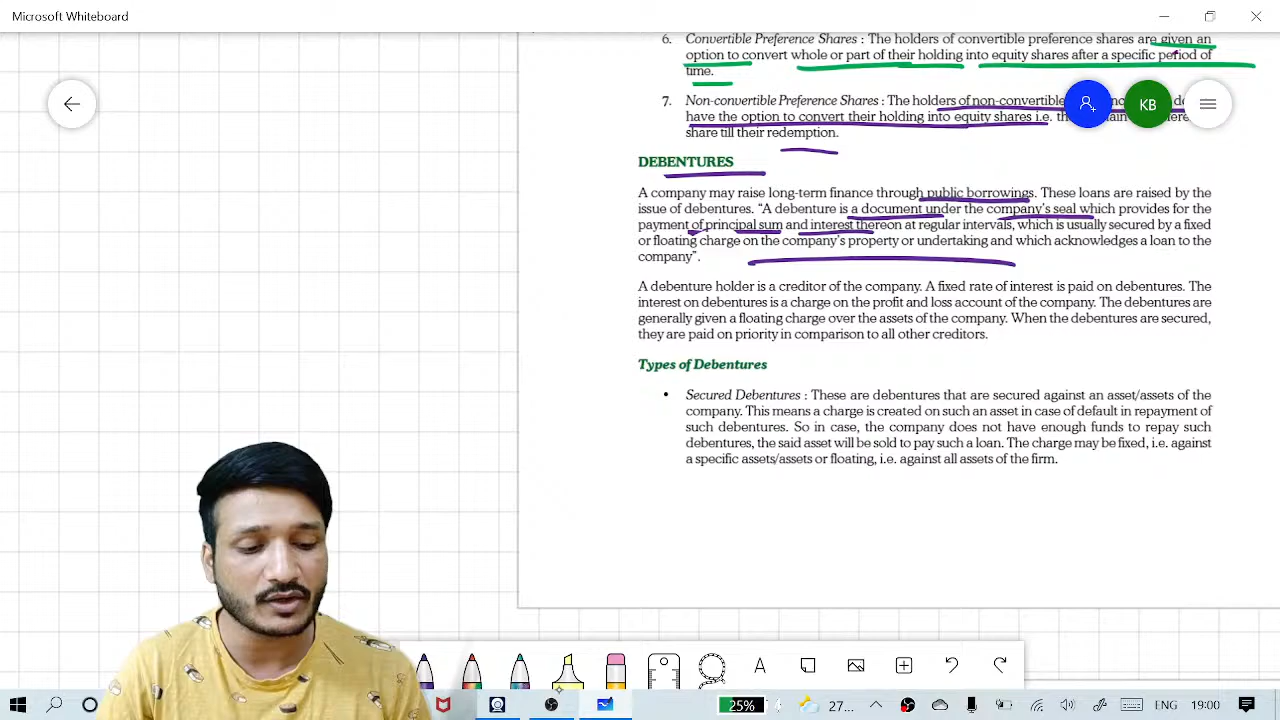 Microsoft Whiteboard
6. Convertible Preference Shares : The holders of convertible preference shares are given an
option to convert whole or part of their holding into equity shares after a specific period of
time.
7. Non-convertible Preference Shares : The holders of non-convertible
KB
have the option to convert their holding into equity shares i.e.
share till their redemption.
DEBENTURES
A company may raise long-term finance through public borrowings. These loans are raised by the
issue of debentures. “A debenture is a document under the company's seal which provides for the
payment of principal sum and interest thereon at regular intervals, which is usually secured by a fixed
or floating charge on the company's property or undertaking and which acknowledges a loan to the
company”.
A debenture holder is a creditor of the company. A fixed rate of interest is paid on debentures. The
interest on debentures is a charge on the profit and loss account of the company. The debentures are
generally given a floating charge over the assets of the company. When the debentures are secured,
they are paid on priority in comparison to all other creditors.
Types of Debentures
• Secured Debentures : These are debentures that are secured against an asset/assets of the
company. This means a charge is created on such an asset in case of default in repayment of
such debentures. So in case, the company does not have enough funds to repay such
debentures, the said asset will be sold to pay such a loan. The charge may be fixed, i.e. against
a specific assets/assets or floating, i.e. against all assets of the firm.
25%
27...
ENG
19:00